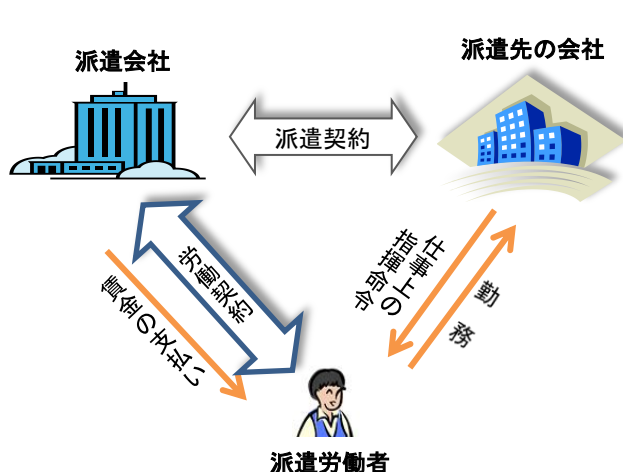 派遣会社
派遣先の会社
派遣契約
労働契約
賃金の支払い
仕事上の
指揮命令
勤務
派遣労働者